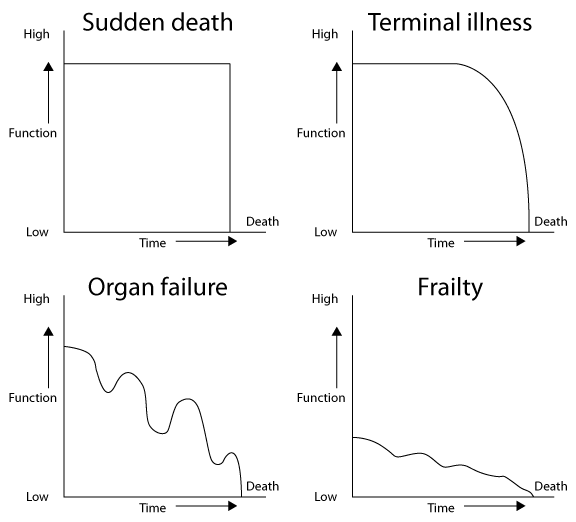 Sudden death
High
Function
Low
Time
Death
Terminal illness
High
Function
Low
Time
Death
Organ failure
High
Function
Low
Time
Death
Frailty
High
Function
Low
Time
Death